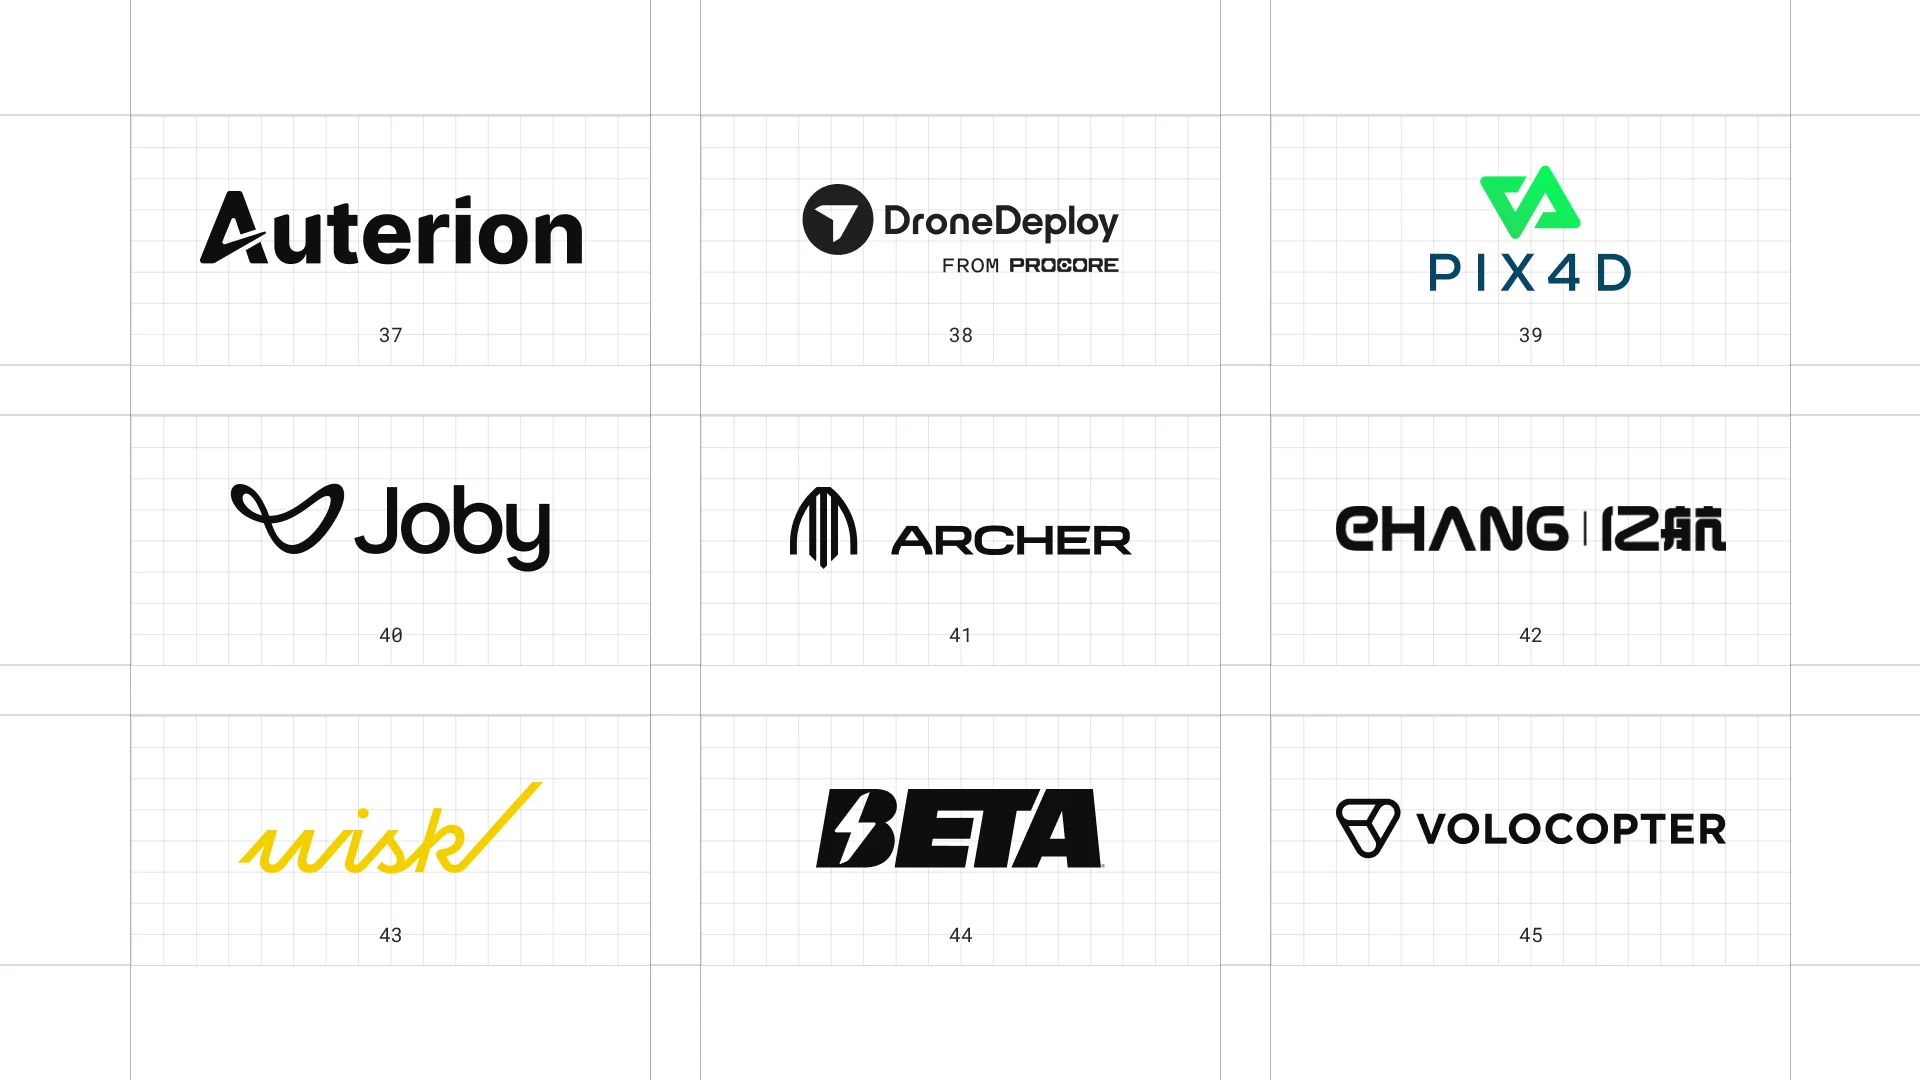 Auterion
37
DroneDeploy
FROM PROCORE
38
PIX4D
39
Joby
40
ARCHER
41
EHANG | 亿航
42
wisk
43
BETA
44
VOLOCOPTER
45